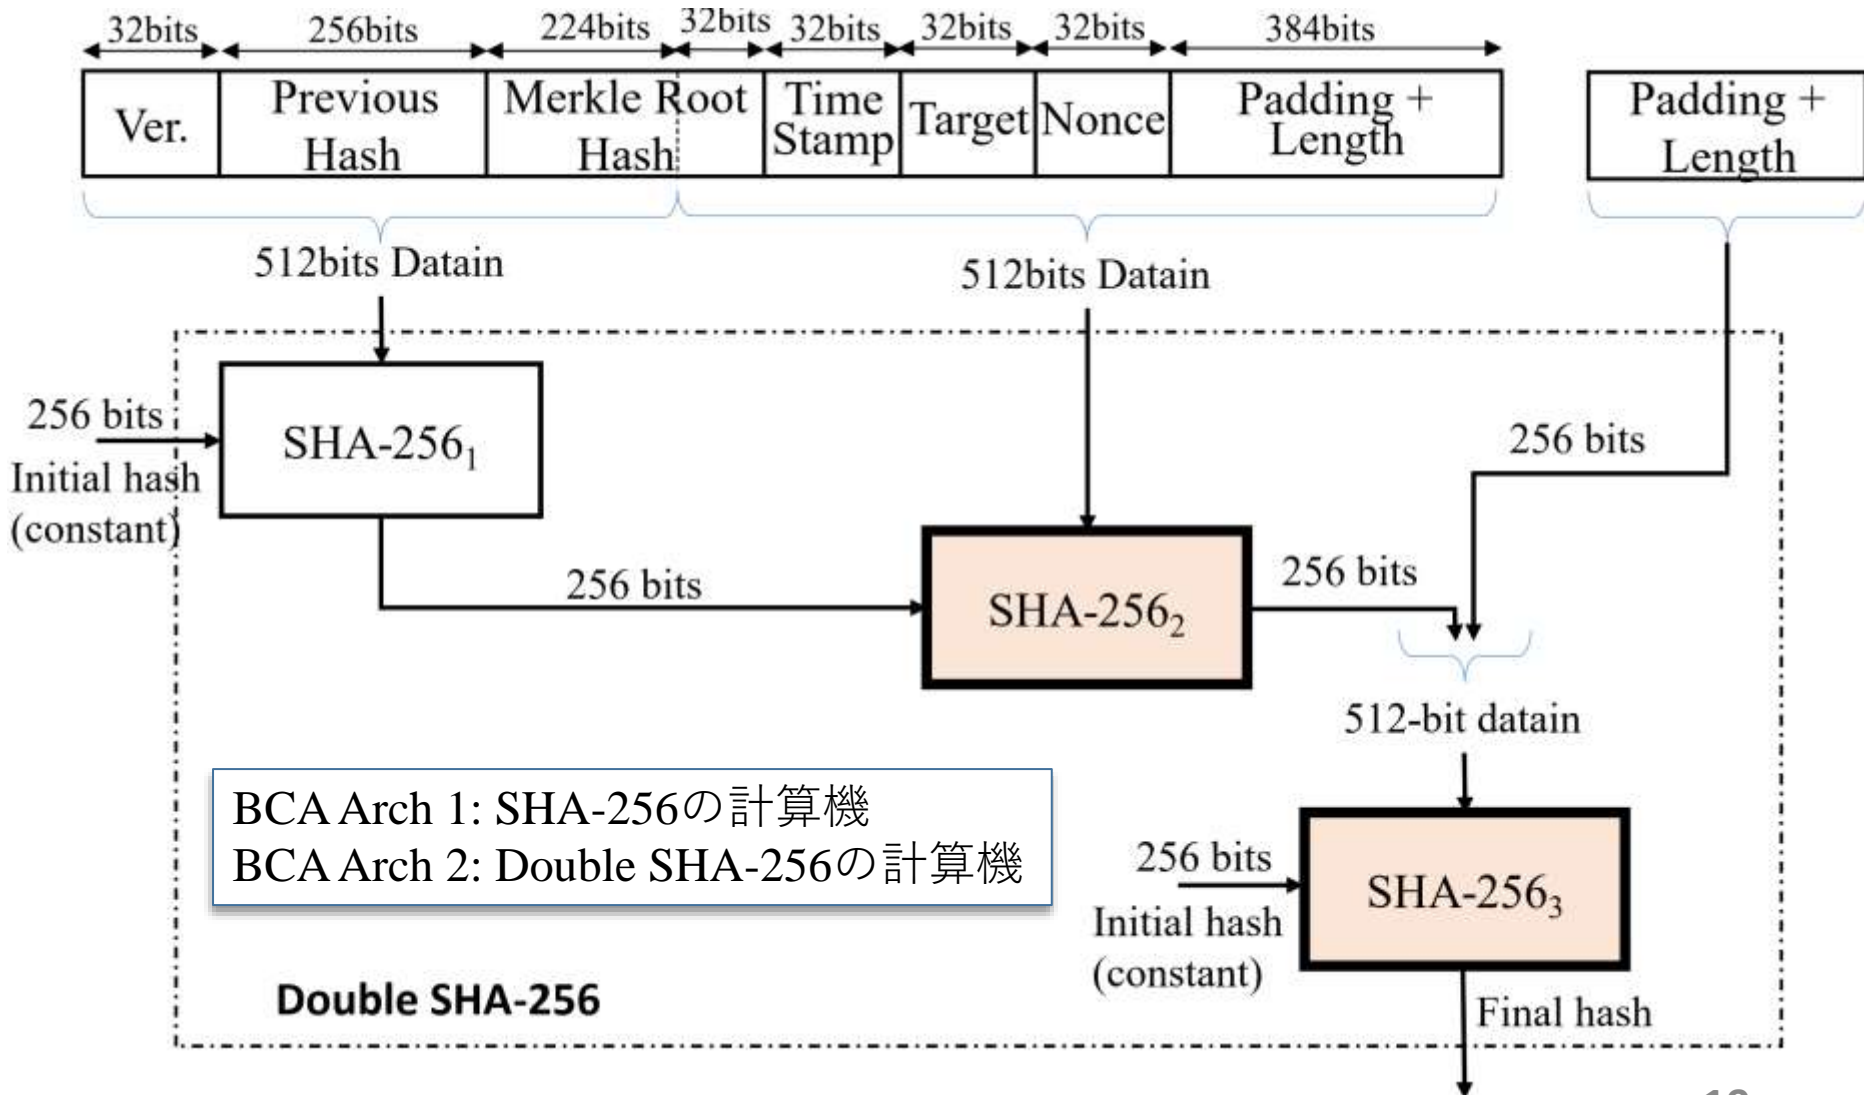 32bits 256bits 224bits 32bits 32bits 32bits 32bits 384bits
Ver.
Previous
Hash
Merkle Root
Hash
Time
Stamp
Target
Nonce
Padding +
Length
Padding +
Length
512bits Datain
512bits Datain
256 bits
Initial hash
(constant)
SHA-256₁
256 bits
256 bits
SHA-256₂
256 bits
512-bit datain
BCA Arch 1: SHA-256の計算機
BCA Arch 2: Double SHA-256の計算機
256 bits
Initial hash
(constant)
SHA-256₃
Double SHA-256
Final hash